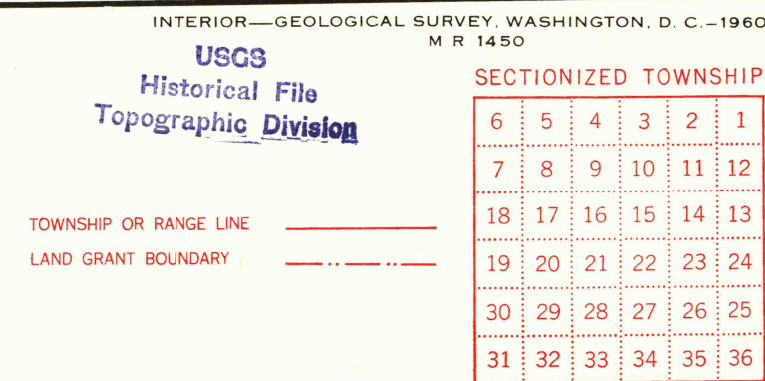 INTERIOR—GEOLOGICAL SURVEY, WASHINGTON, D. C.–1960
M R 1450
USGS
Historical File
Topographic Division
SECTIONIZED TOWNSHIP
6 5 4 3 2 1
7 8 9 10 11 12
18 17 16 15 14 13
TOWNSHIP OR RANGE LINE
LAND GRANT BOUNDARY
19 20 21 22 23 24
30 29 28 27 26 25
31 32 33 34 35 36